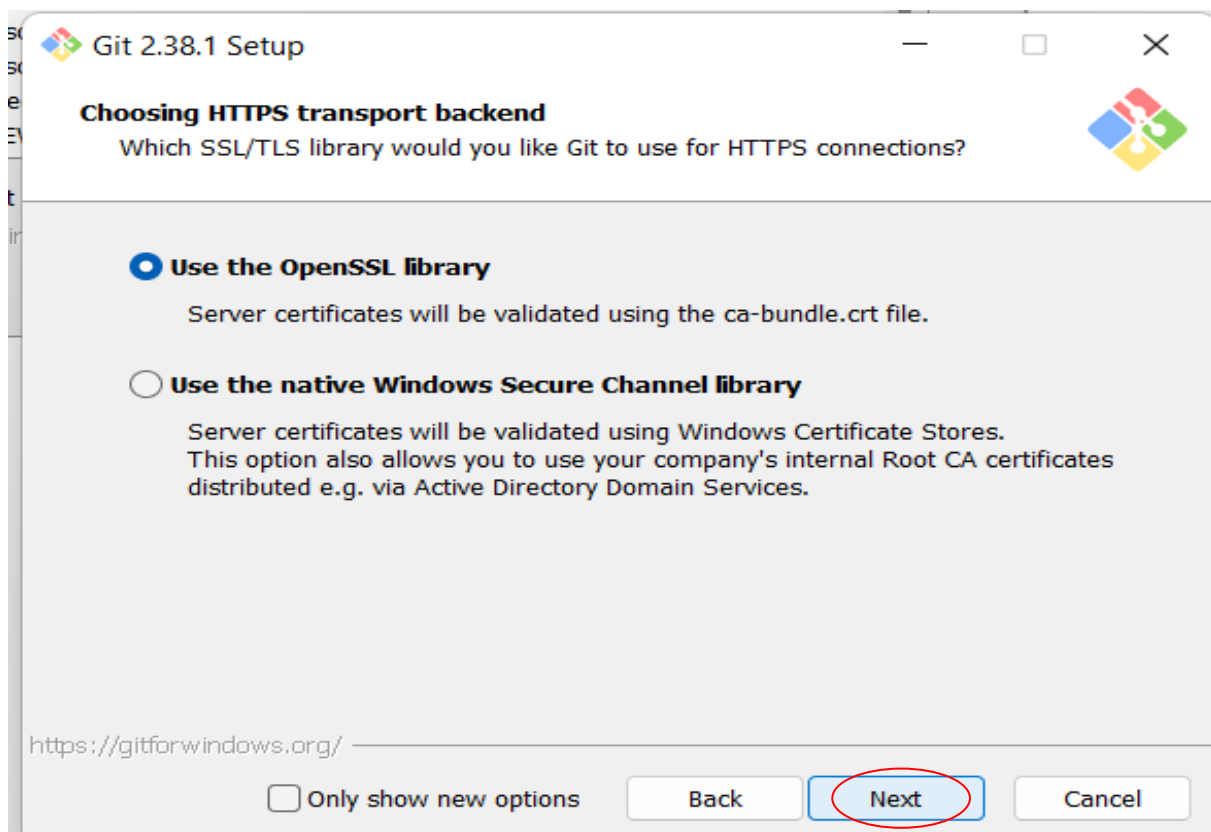 Git 2.38.1 Setup
Choosing HTTPS transport backend
Which SSL/TLS library would you like Git to use for HTTPS connections?
Use the OpenSSL library
Server certificates will be validated using the ca-bundle.crt file.
Use the native Windows Secure Channel library
Server certificates will be validated using Windows Certificate Stores.
This option also allows you to use your company's internal Root CA certificates
distributed e.g. via Active Directory Domain Services.
https://gitforwindows.org/
Only show new options
Back
Next
Cancel